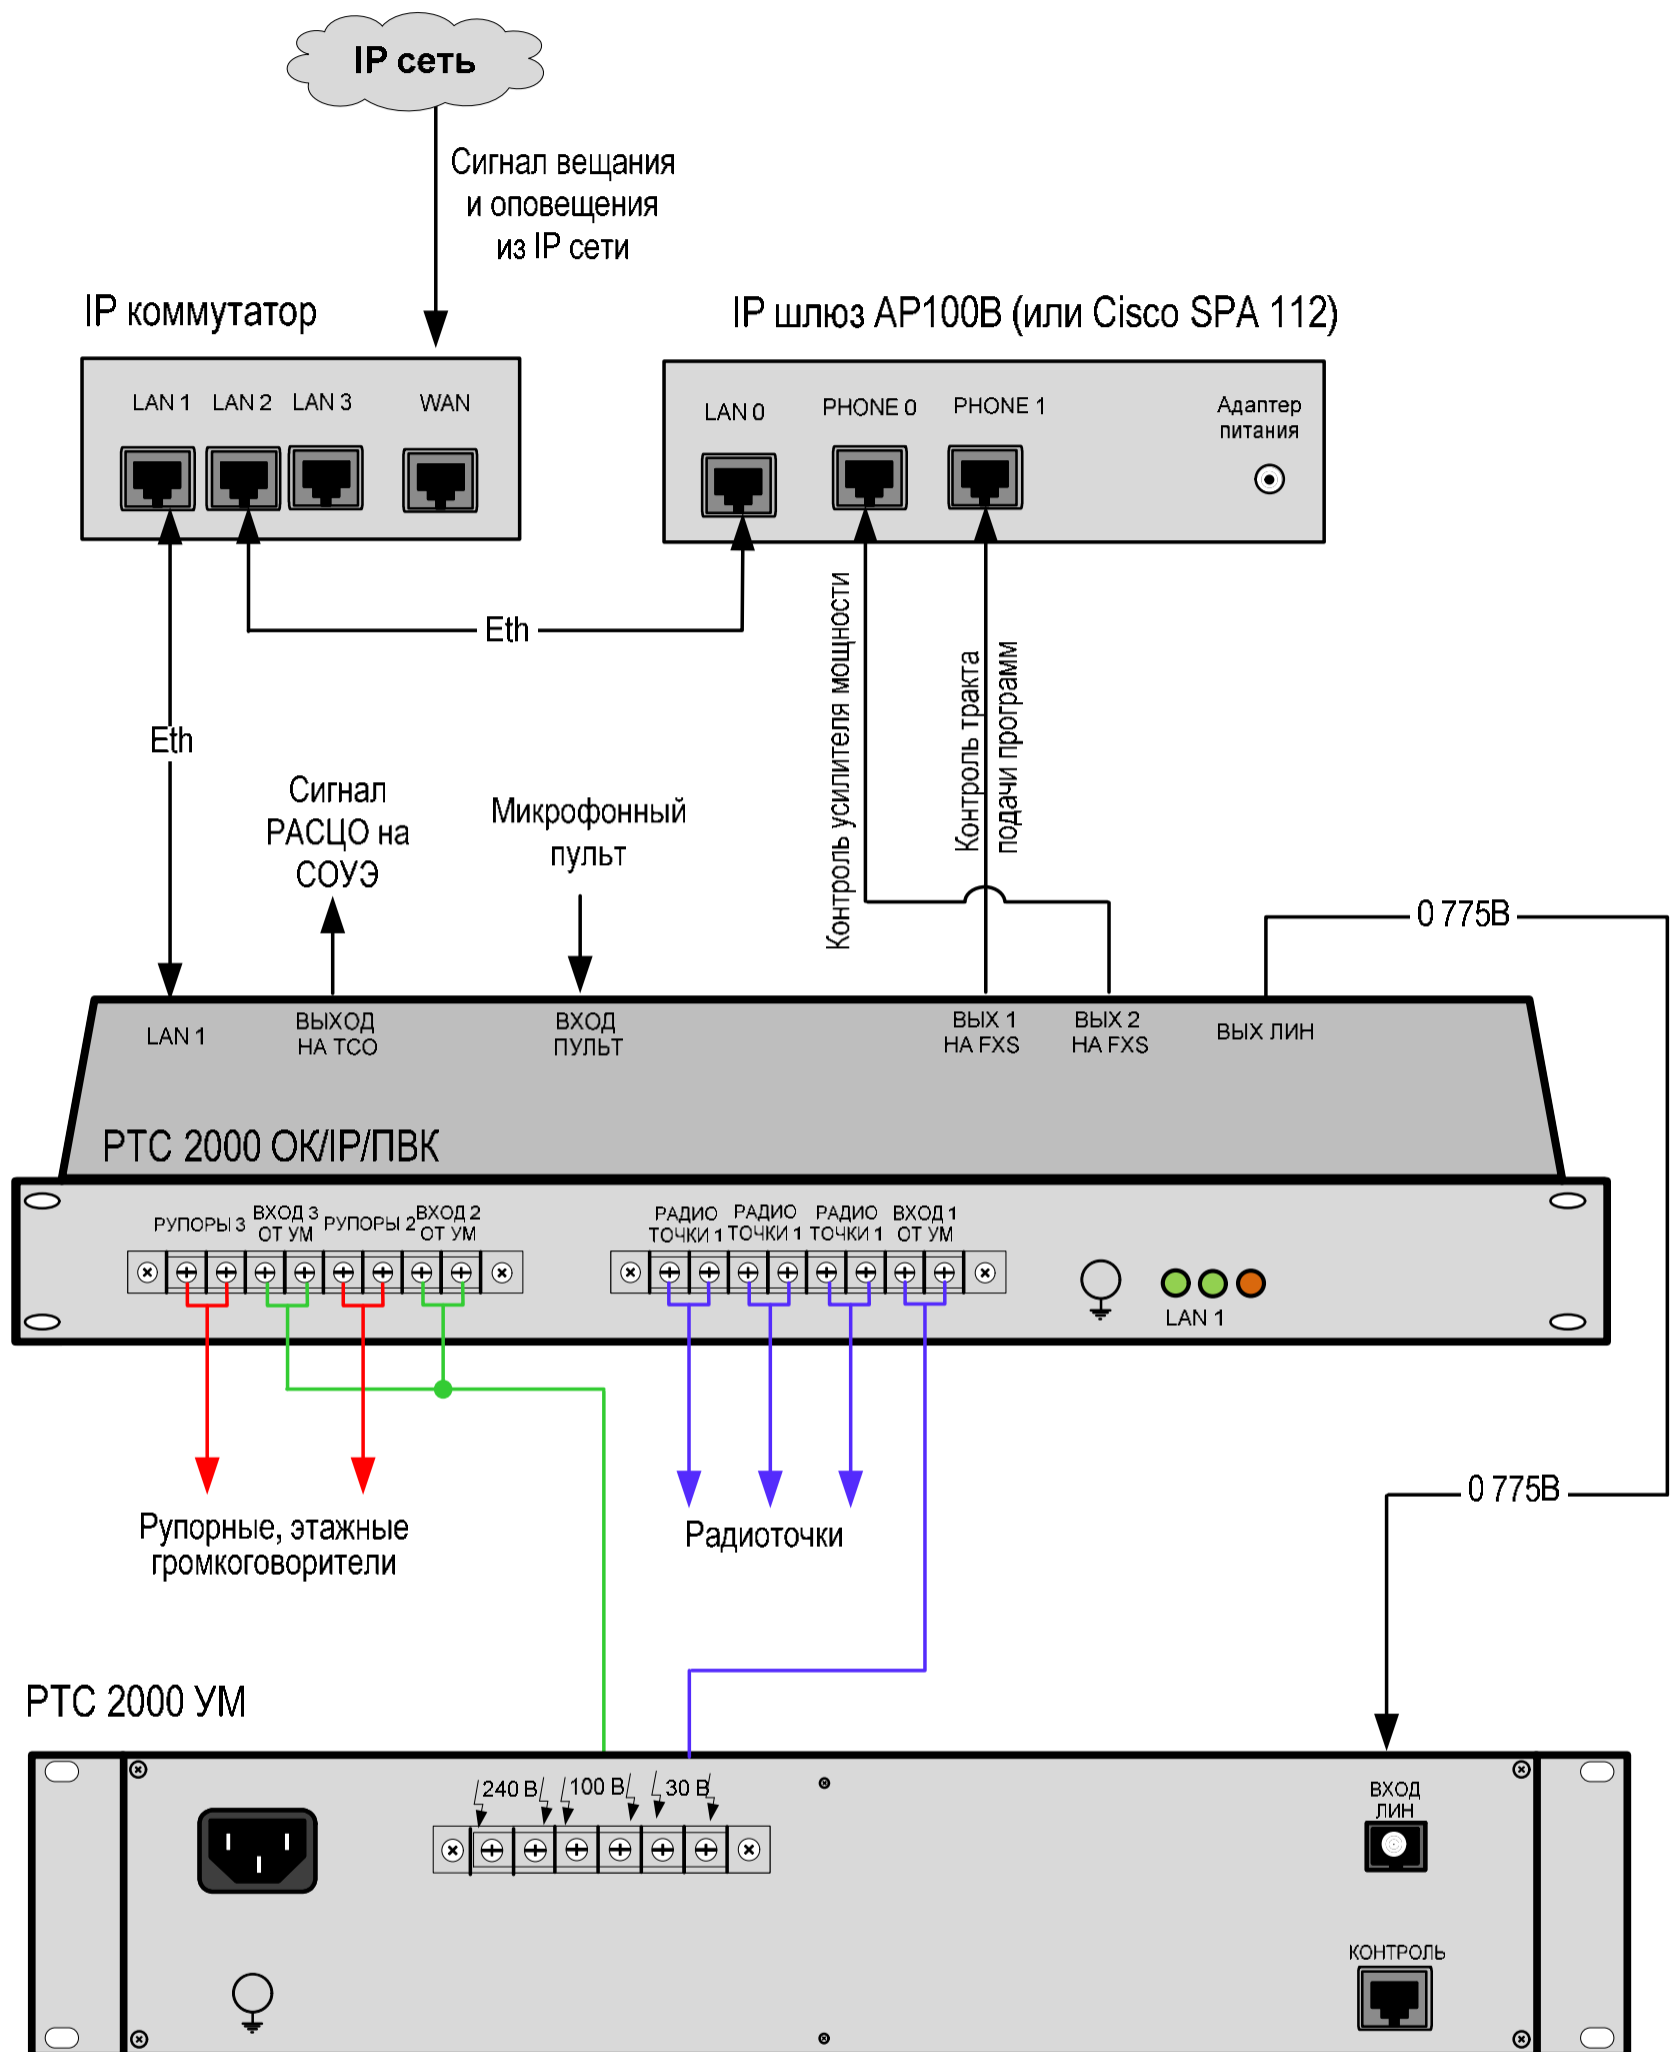 IP сеть
Сигнал вещания
и оповещения
из IP сети
IP коммутатор
IP шлюз AP100B (или Cisco SPA 112)
LAN 1 LAN 2 LAN 3 WAN
LAN 0 PHONE 0 PHONE 1
Адаптер
питания
Eth
Eth
Контроль усилителя мощности
Контроль тракта
подачи программ
Сигнал
РАСЦО на
СОУЭ
Микрофонный
пульт
0 775В
LAN 1
ВЫХОД
НА ТСО
ВХОД
ПУЛЬТ
ВЫХ 1
НА FXS
ВЫХ 2
НА FXS
ВЫХ ЛИН
РТС 2000 ОК/IP/ПВК
РУПОРЫ 3
ВХОД 3
ОТ УМ
РУПОРЫ 2
ВХОД 2
ОТ УМ
РАДИО
ТОЧКИ 1
РАДИО
ТОЧКИ 1
РАДИО
ТОЧКИ 1
ВХОД 1
ОТ УМ
LAN 1
Рупорные, этажные
громкоговорители
Радиоточки
0 775В
РТС 2000 УМ
240 В 100 В 30 В
ВХОД
ЛИН
КОНТРОЛЬ